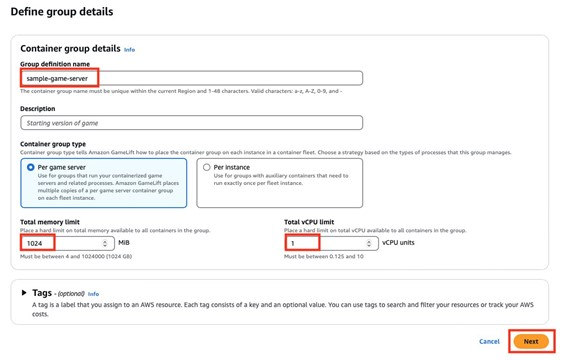 Define group details
Container group details Info
Group definition name
sample-game-server
The container group name must be unique within the current Region and 1-48 characters. Valid characters: a-z, A-Z, 0-9, and -
Description
Starting version of game
Container group type
Container group type tells Amazon GameLift how to place the container group on each instance in a container fleet. Choose a strategy based on the types of processes that this group manages.
Per game server
Use for groups that run your containerized game
servers and related processes. Amazon GameLift places
multiple copies of a per game server container group
on each fleet instance.
Per instance
Use for groups with auxiliary containers that need to
run exactly once per fleet instance.
Total memory limit
Place a hard limit on total memory available to all containers in the group.
1024 MiB
Must be between 4 and 1024000 (1024 GB)
Total vCPU limit
Place a hard limit on total vCPU available to all containers in the group.
1 vCPU units
Must be between 0.125 and 10
Tags - (optional) Info
A tag is a label that you assign to an AWS resource. Each tag consists of a key and an optional value. You can use tags to search and filter your resources or track your AWS
costs.
Cancel
Next